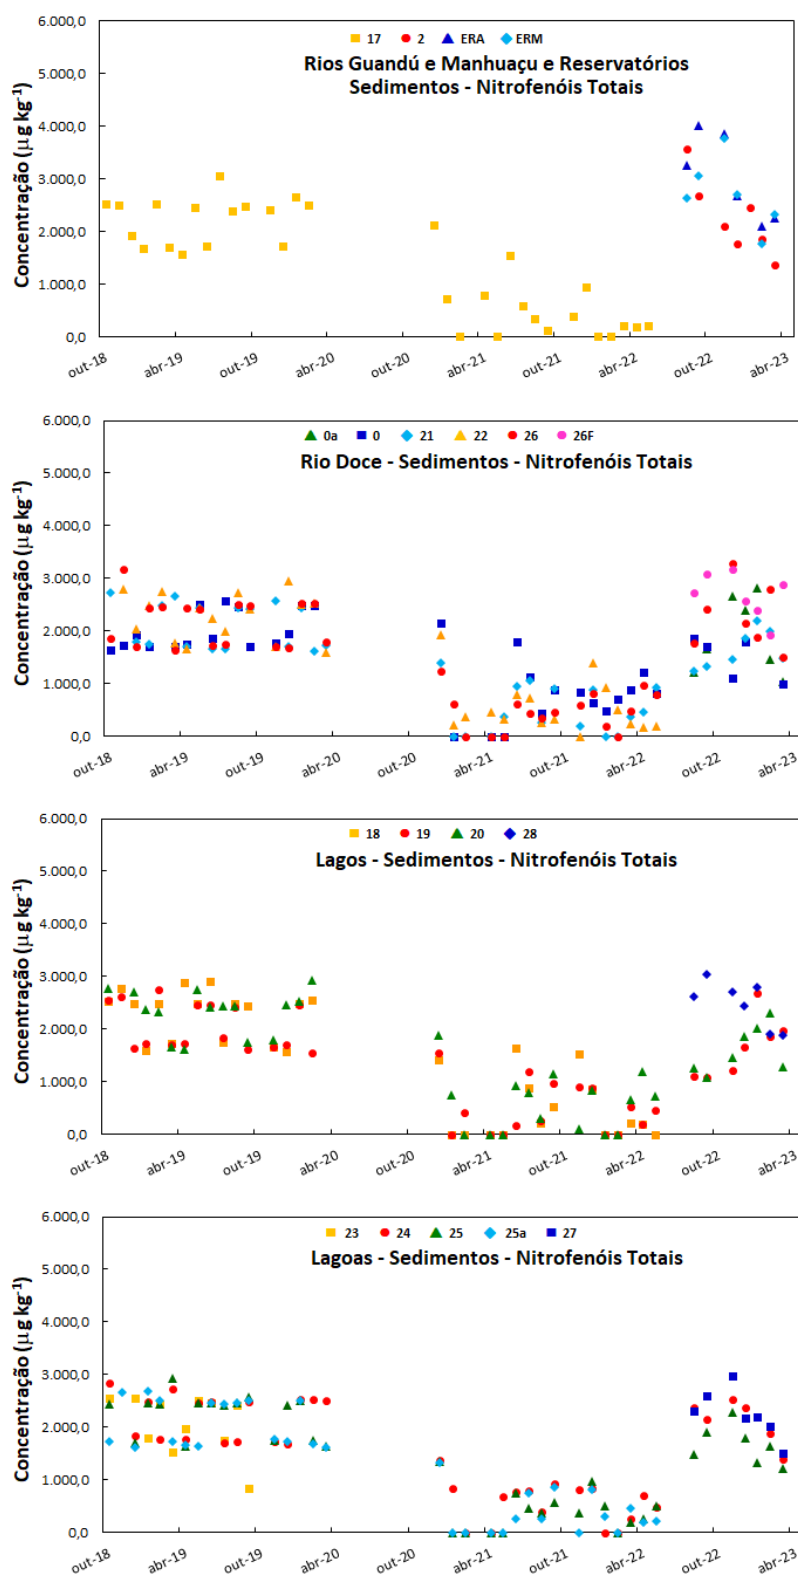 6.000,0
17 2 ERA ERM
Rios Guandú e Manhuaçu e Reservatórios
Sedimentos - Nitrofenóis Totais
5.000,0
4.000,0
3.000,0
2.000,0
1.000,0
0,0
Concentração (µg kg-1)
out-18 abr-19 out-19 abr-20 out-20 abr-21 out-21 abr-22 out-22 abr-23
6.000,0
0a 0 21 22 26 26F
Rio Doce - Sedimentos - Nitrofenóis Totais
5.000,0
4.000,0
3.000,0
2.000,0
1.000,0
0,0
Concentração (µg kg-1)
out-18 abr-19 out-19 abr-20 out-20 abr-21 out-21 abr-22 out-22 abr-23
6.000,0
18 19 20 28
Lagos - Sedimentos - Nitrofenóis Totais
5.000,0
4.000,0
3.000,0
2.000,0
1.000,0
0,0
Concentração (µg kg-1)
out-18 abr-19 out-19 abr-20 out-20 abr-21 out-21 abr-22 out-22 abr-23
6.000,0
23 24 25 25a 27
Lagoas - Sedimentos - Nitrofenóis Totais
5.000,0
4.000,0
3.000,0
2.000,0
1.000,0
0,0
Concentração (µg kg-1)
out-18 abr-19 out-19 abr-20 out-20 abr-21 out-21 abr-22 out-22 abr-23